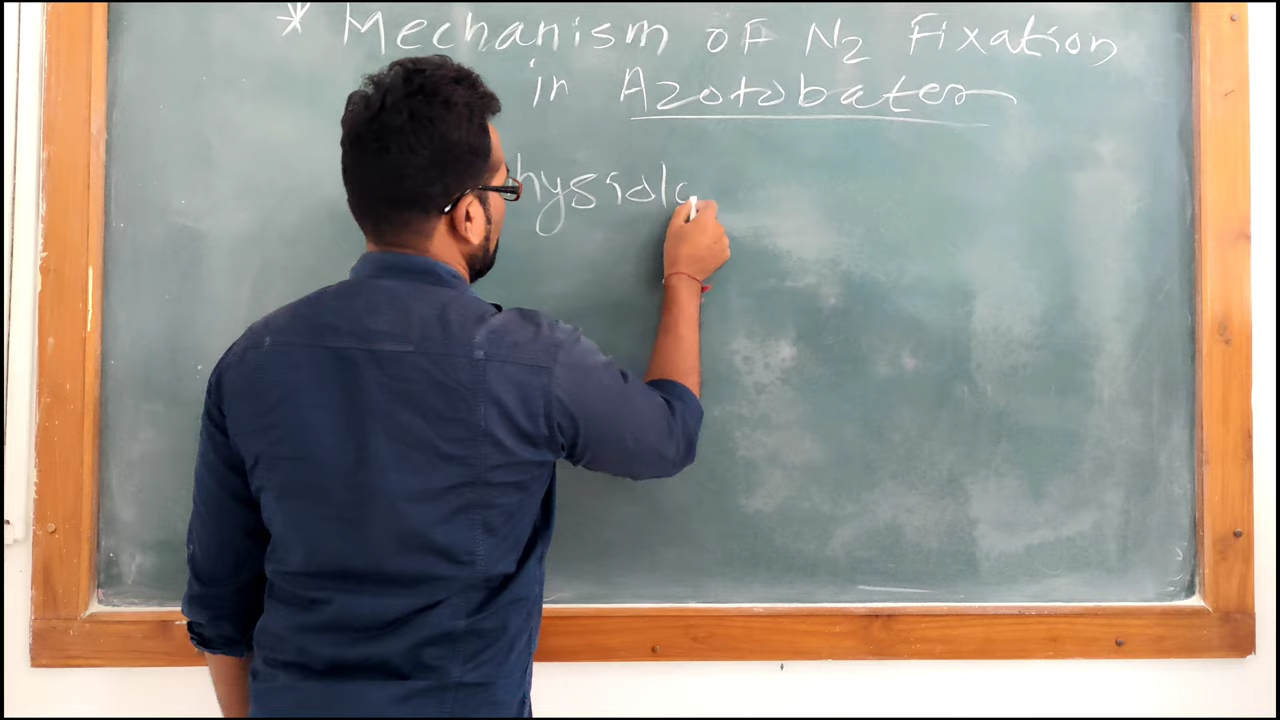 * Mechanism of N2 Fixation
in Azotobater
hysiolo